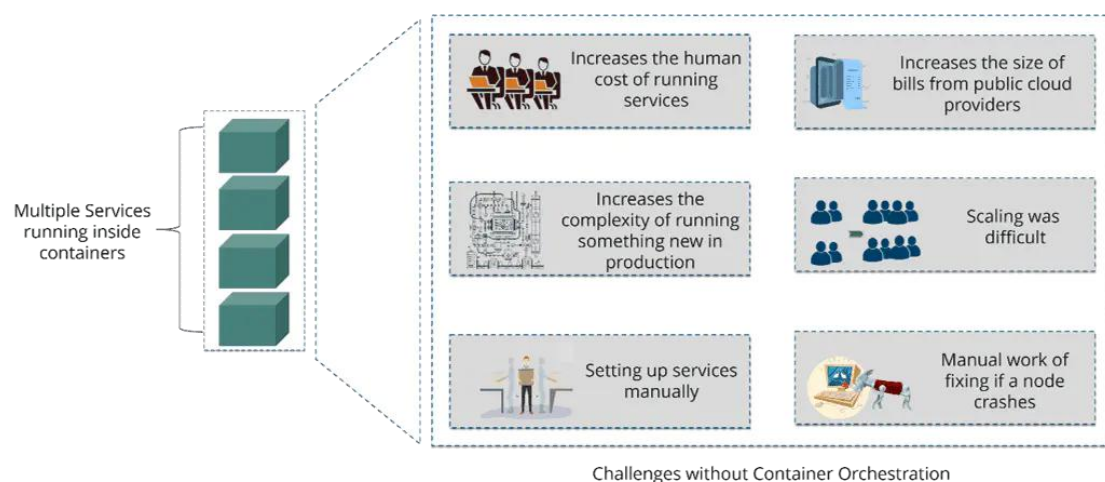 Multiple Services
running inside
containers
Increases the human
cost of running
services
Increases the size of
bills from public cloud
providers
Increases the
complexity of running
something new in
production
Scaling was
difficult
Setting up services
manually
Manual work of
fixing if a node
crashes
Challenges without Container Orchestration